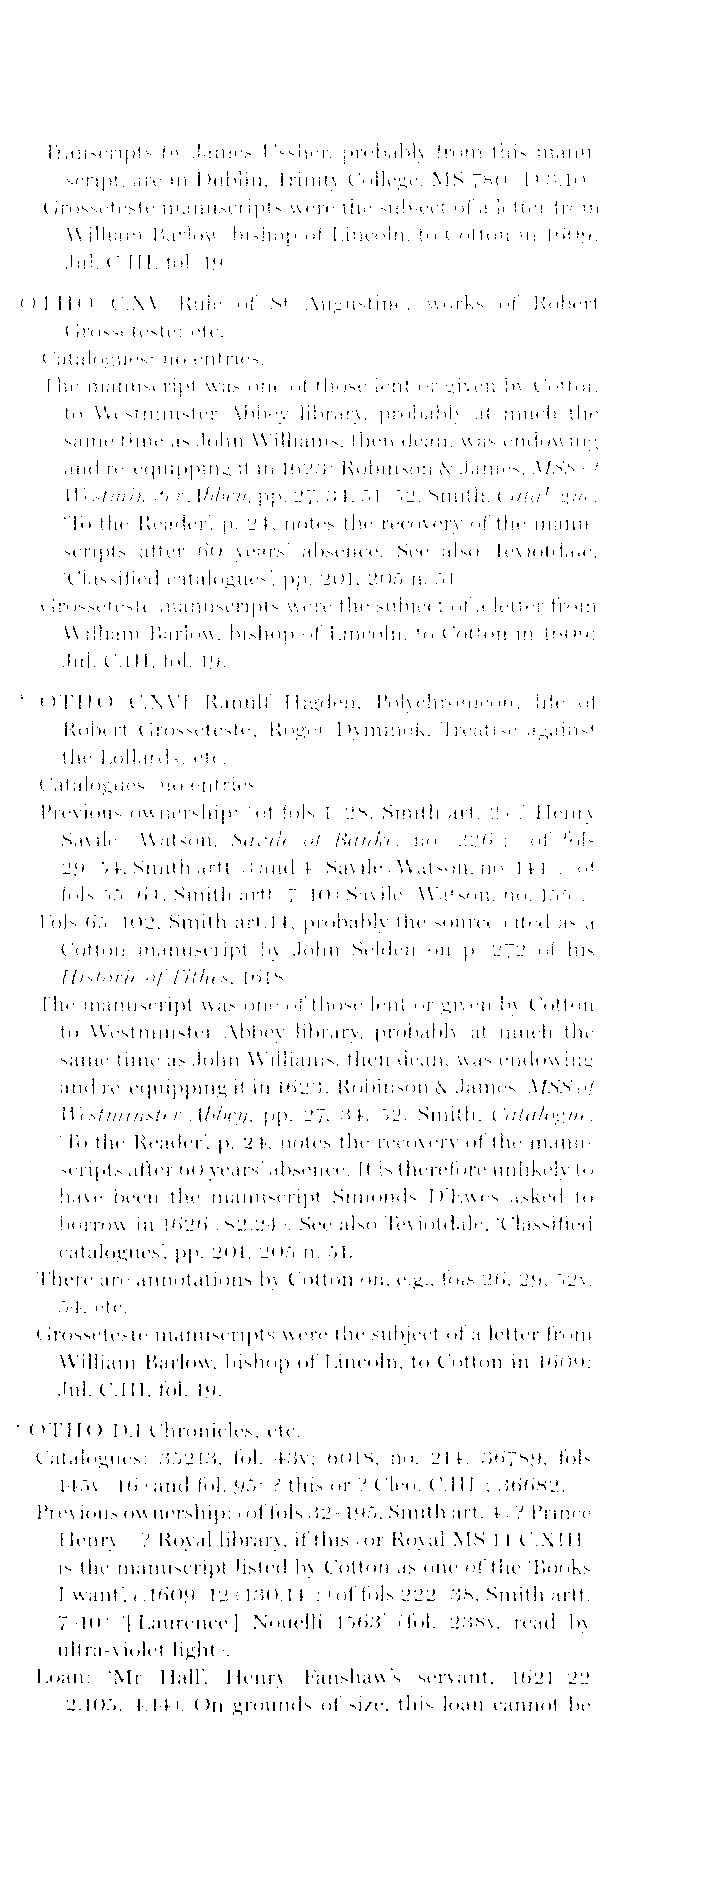 Transcripts by James Ussher, probably from this manu-
script, are in Dublin, Trinity College, MS 780
Grosseteste manuscripts were the subject of a letter from
William Barlow, bishop of Lincoln, to Cotton in 1609,
Jul. C.III, fol. 19
OTHO C.XV Rule of St Augustine, works of Robert
Grosseteste; etc.
Catalogues: no entries.
The manuscript was one of those lent or given by Cotton
to Westminster Abbey library, probably at much the
same time as John Williams, then dean, was endowing
and re-equipping it in 1623: Robinson & James, MSS of
Westminster Abbey, pp. 27, 34, 51-52. Smith, Catalogue,
'To the Reader', p. 24, notes the recovery of the manu-
scripts after 60 years' absence. See also Teviotdale,
'Classified catalogues', pp. 201, 205 n. 51
Grosseteste manuscripts were the subject of a letter from
William Barlow, bishop of Lincoln, to Cotton in 1609:
Jul. C.III, fol. 19.
* OTHO C.XVI Ranulf Higden, Polychronicon, life of
Robert Grosseteste, Roger Dymmok, Treatise against
the Lollards, etc.
Catalogues: no entries
Previous ownership: (of fols 1-28, Smith art. ? Henry
Savile (Watson, Savile of Banke, no. 226); (of fols
29-54, Smith artt. 3 and 4) Savile (Watson, no. 141); (of
fols 55-64, Smith artt. 7-10) Savile (Watson, no.
Fols 65-102, Smith art.14, probably the source cited as a
Cotton manuscript by John Selden on p. 272 of his
Historie of Tithes, 1618
The manuscript was one of those lent or given by Cotton
to Westminster Abbey library, probably at much the
same time as John Williams, then dean, was endowing
and re-equipping it in 1623. Robinson & James, MSS of
Westminster Abbey, pp. 27, 34, 52. Smith, Catalogue,
'To the Reader', p. 24, notes the recovery of the manu-
scripts after 60 years' absence. It is therefore unlikely to
have been the manuscript Simonds D'Ewes asked to
borrow in 1626 (82.24). See also Teviotdale, 'Classified
catalogues', pp. 201, 205 n. 51.
There are annotations by Cotton on, e.g., fols 26, 29, 52v,
54, etc.
Grosseteste manuscripts were the subject of a letter from
William Barlow, bishop of Lincoln, to Cotton in 1609:
Jul. C.III, fol. 19.
* OTHO D.I Chronicles, etc.
Catalogues: 35213, fol. 43v; 6018, no. 214. 36789, fols
145v-46 (and fol. 95: ? this or ? Cleo. C.III); 36682.
Previous ownership: (of fols 32-195, Smith art. 4) ? Prince
Henry ? Royal library, if this (or Royal MS 14 C.XIII)
is the manuscript listed by Cotton as one of the 'Books
I want', c.1609-12 (130.14); (of fols 222-38, Smith artt.
7-10) '[Laurence] Nouelli 1563' (fol. 238v, read by
ultra-violet light).
Loan: 'Mr. Hall', Henry Fanshaw's servant, 1621-22
2.105, 4.14). On grounds of size, this loan cannot be